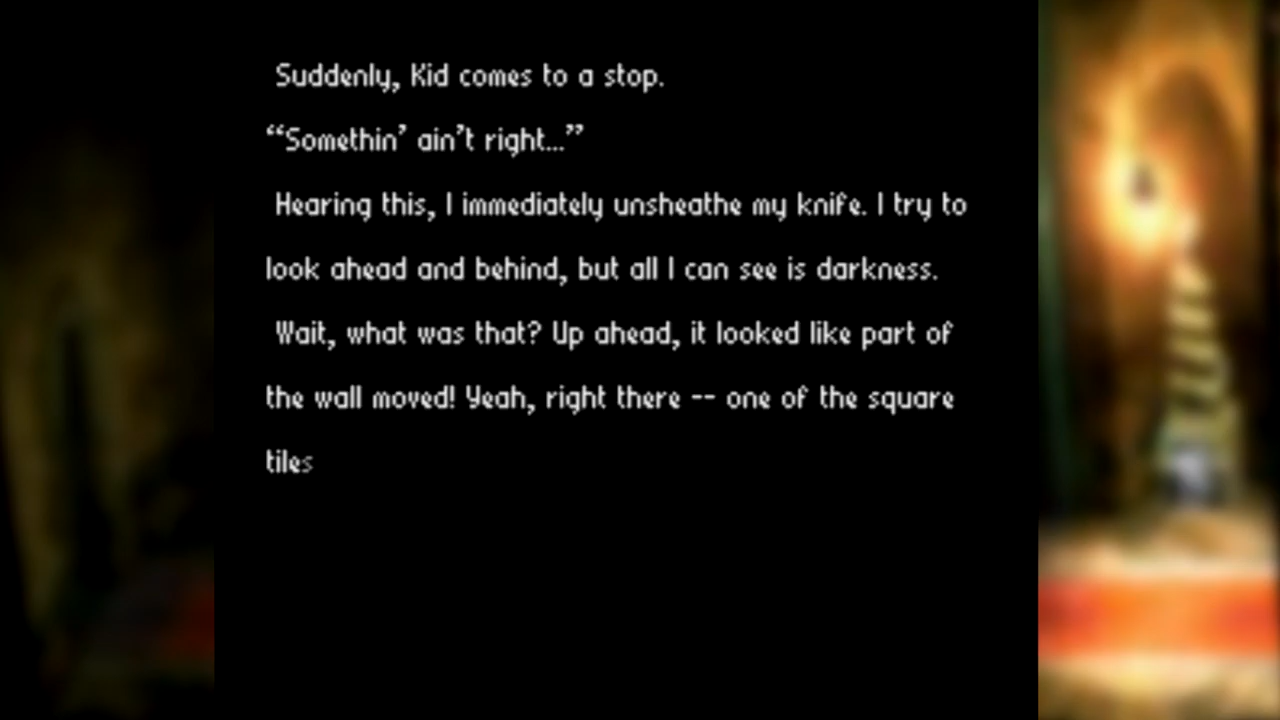 Suddenly, Kid comes to a stop.
“Somethin’ ain’t right...”
Hearing this, I immediately unsheathe my knife. I try to
look ahead and behind, but all I can see is darkness.
Wait, what was that? Up ahead, it looked like part of
the wall moved! Yeah, right there -- one of the square
tiles